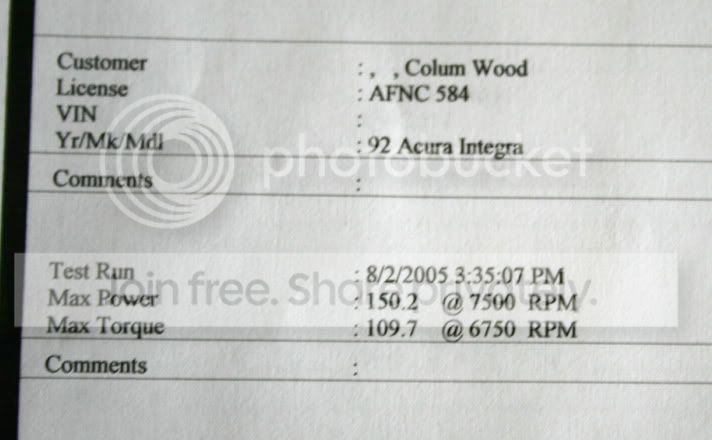 Customer : , , Colum Wood
License : AFNC 584
VIN :
Yr/Mk/Mdl : 92 Acura Integra
photobucket
Comments :
Test Run : 8/2/2005 3:35:07 PM
Join free. Share privately.
Max Power : 150.2 @ 7500 RPM
Max Torque : 109.7 @ 6750 RPM
Comments :